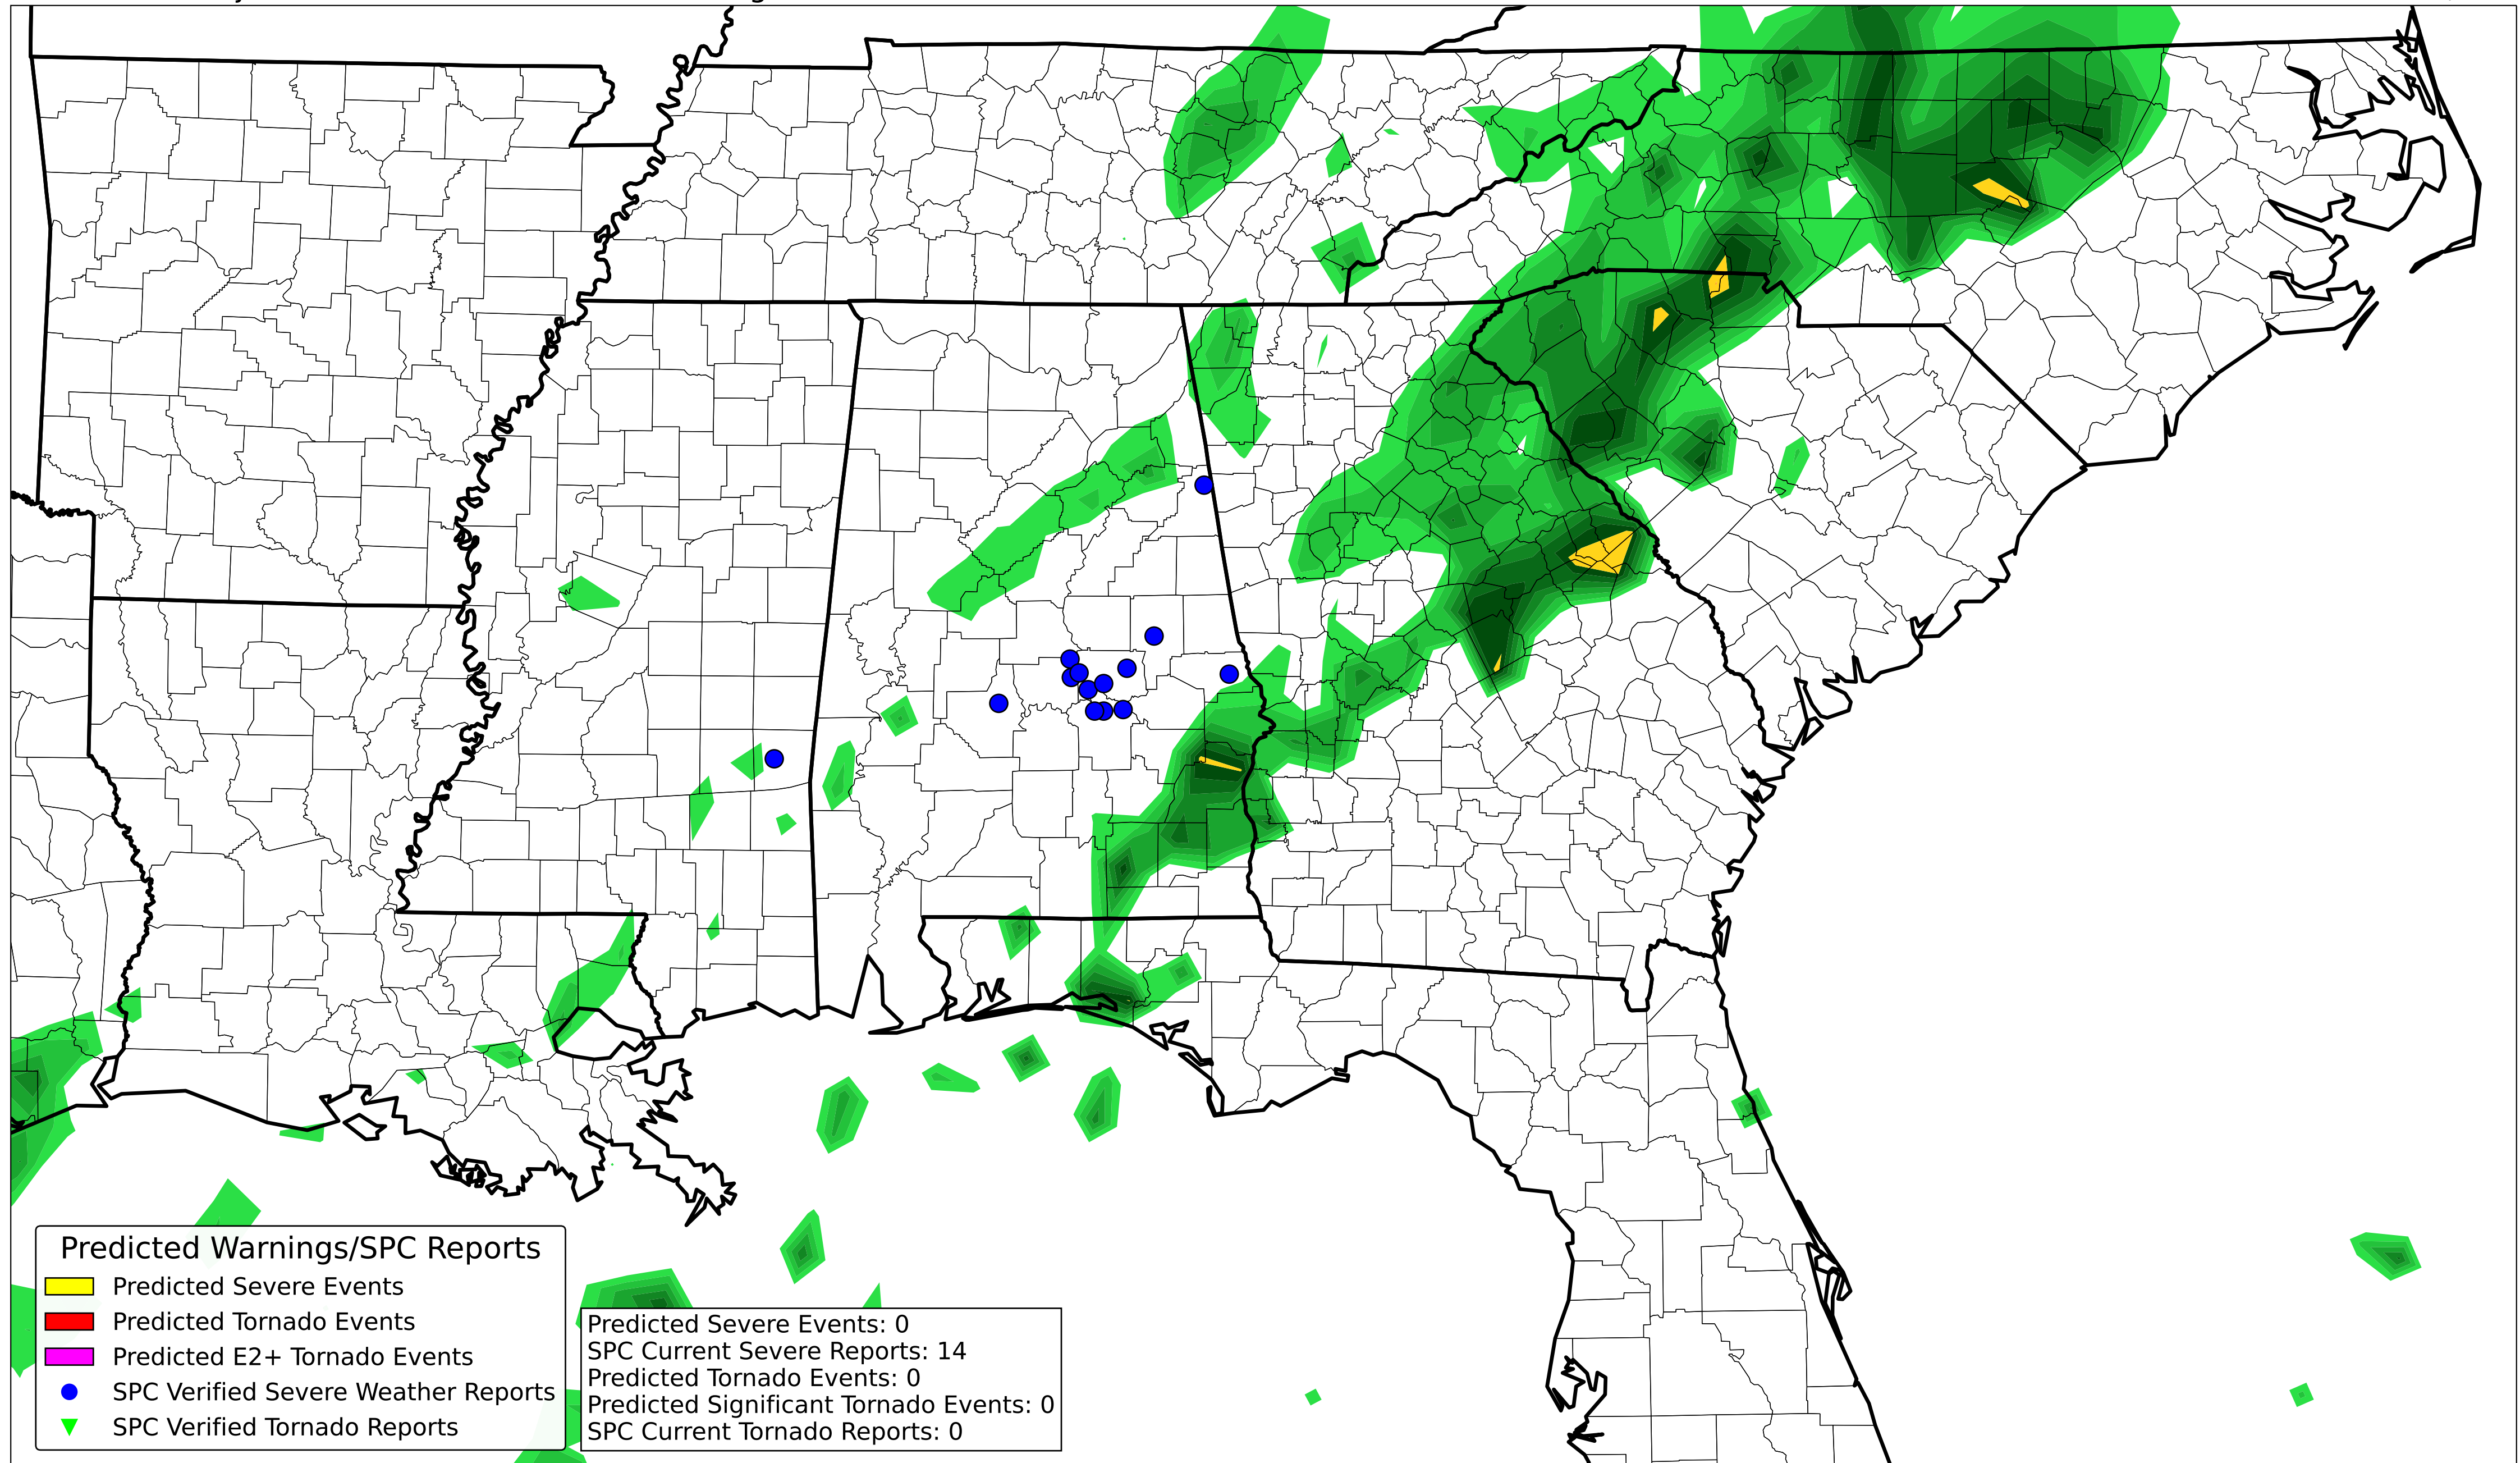 Predicted Warnings/SPC Reports
Predicted Severe Events
Predicted Tornado Events
Predicted E2+ Tornado Events
SPC Verified Severe Weather Reports
SPC Verified Tornado Reports
Predicted Severe Events: 0
SPC Current Severe Reports: 14
Predicted Tornado Events: 0
Predicted Significant Tornado Events: 0
SPC Current Tornado Reports: 0